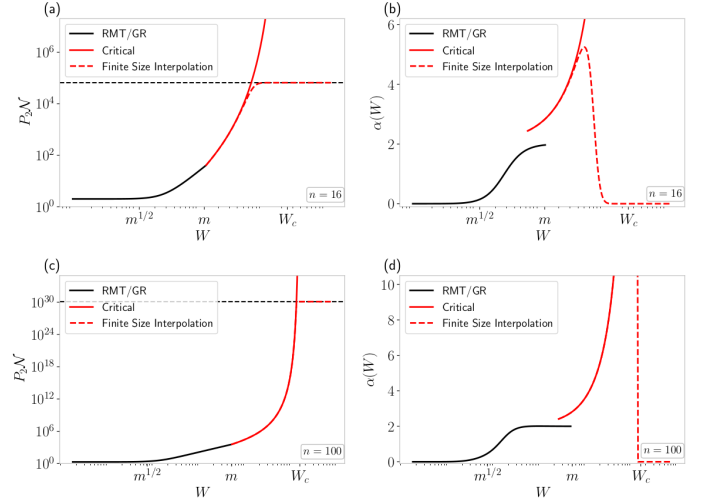 (a)
RMT/GR
Critical
Finite Size Interpolation
10^6
10^4
10^2
10^0
P_2 𝒩
n = 16
m^{1/2}
m
W_c
W
(b)
RMT/GR
Critical
Finite Size Interpolation
6
4
2
0
α(W)
n = 16
m^{1/2}
m
W_c
W
(c)
RMT/GR
Critical
Finite Size Interpolation
10^30
10^24
10^18
10^12
10^6
10^0
P_2 𝒩
n = 100
m^{1/2}
m
W_c
W
(d)
RMT/GR
Critical
Finite Size Interpolation
10
8
6
4
2
0
α(W)
n = 100
m^{1/2}
m
W_c
W